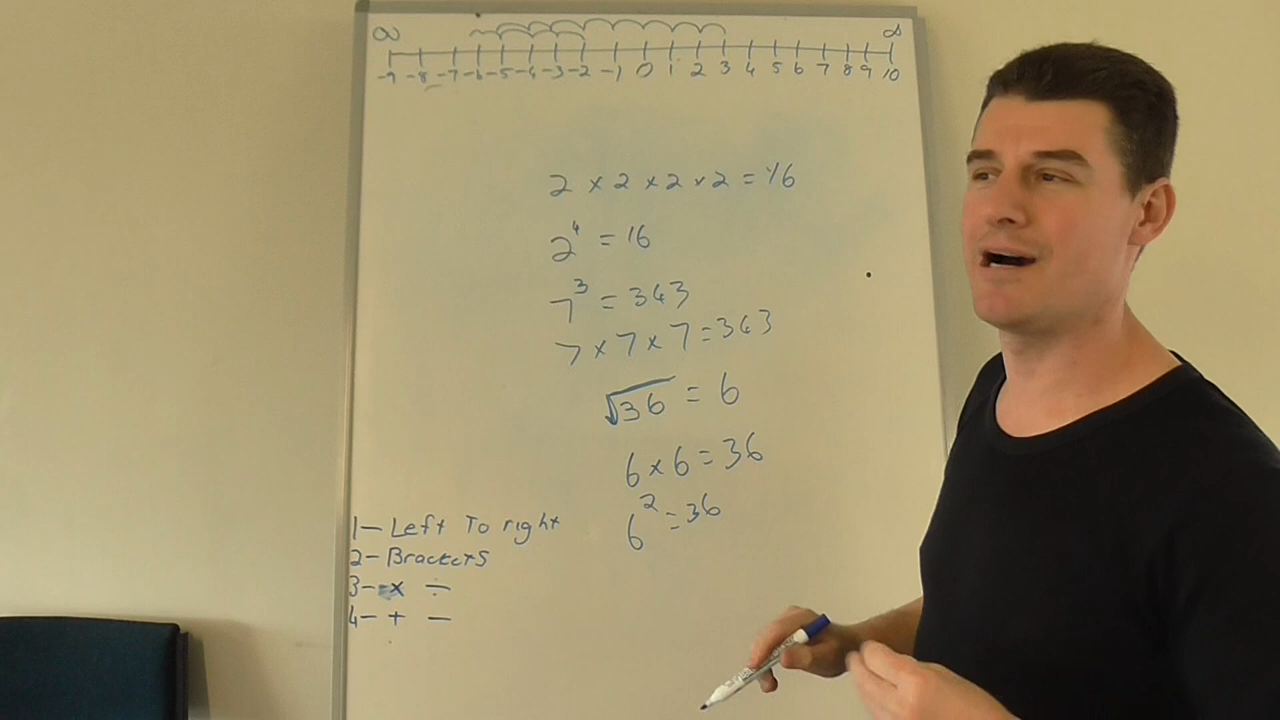 ∞ ∞
-9 -8 -7 -6 -5 -4 -3 -2 -1 0 1 2 3 4 5 6 7 8 9 10
2 × 2 × 2 × 2 = 16
2⁴ = 16
7³ = 343
7 × 7 × 7 = 343
√36 = 6
6 × 6 = 36
6² = 36
1- Left To right
2- Brackets
3- × ÷
4- + -